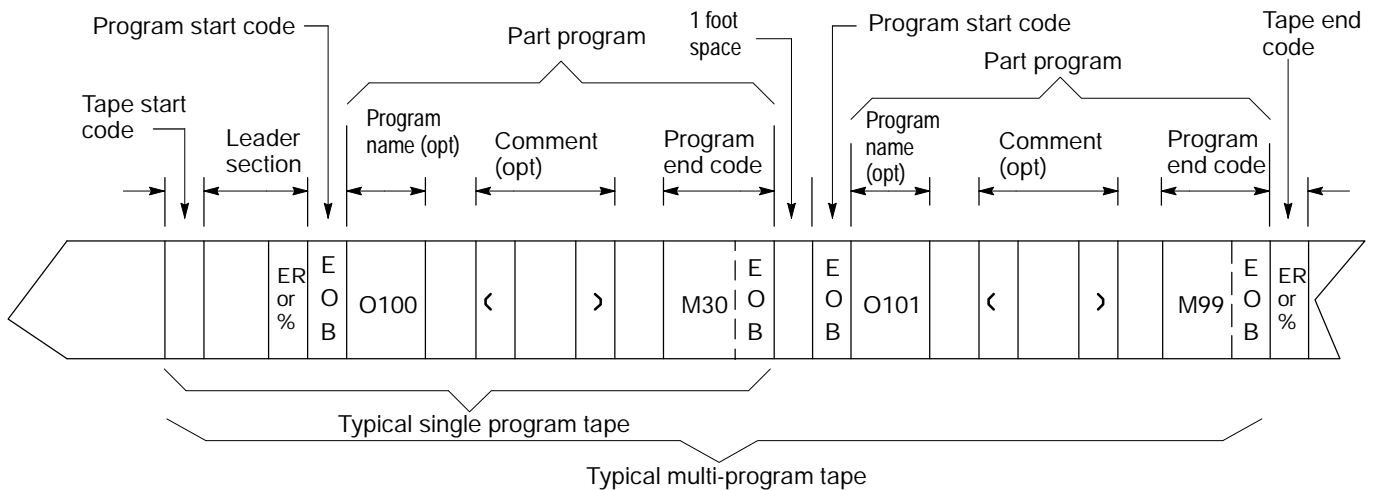 Program start code
Part program
1 foot
space
Program start code
Part program
Tape end
code
Tape start
code
Leader
section
Program
name (opt)
Comment
(opt)
Program
end code
Program
name
(opt)
Comment
(opt)
Program
end code
ER
or
%
E
O
B
O100
(
)
M30
E
O
B
E
O
B
O101
(
)
M99
E
O
B
ER
or
%
Typical single program tape
Typical multi-program tape